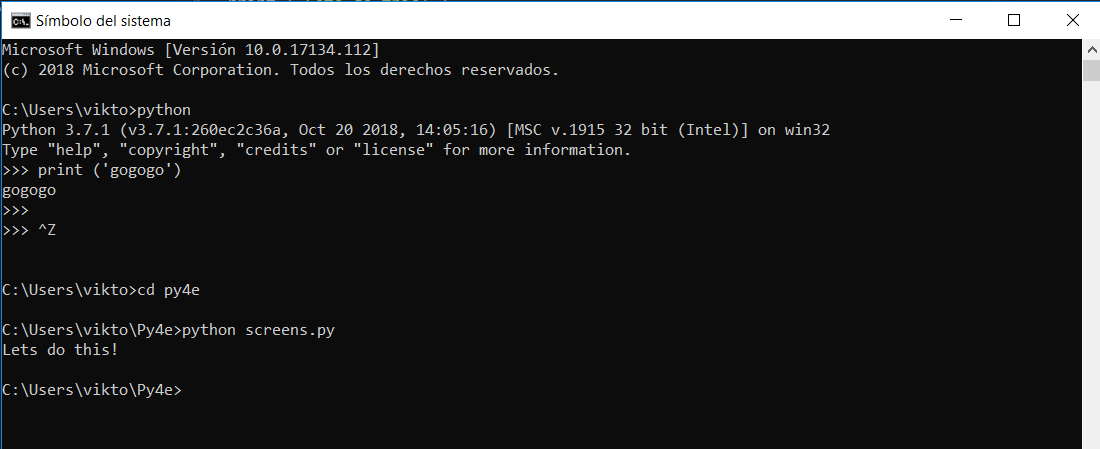 Símbolo del sistema
Microsoft Windows [Versión 10.0.17134.112]
(c) 2018 Microsoft Corporation. Todos los derechos reservados.
C:\Users\vikto>python
Python 3.7.1 (v3.7.1:260ec2c36a, Oct 20 2018, 14:05:16) [MSC v.1915 32 bit (Intel)] on win32
Type "help", "copyright", "credits" or "license" for more information.
>>> print ('gogogo')
gogogo
>>>
>>> ^Z
C:\Users\vikto>cd py4e
C:\Users\vikto\Py4e>python screens.py
Lets do this!
C:\Users\vikto\Py4e>